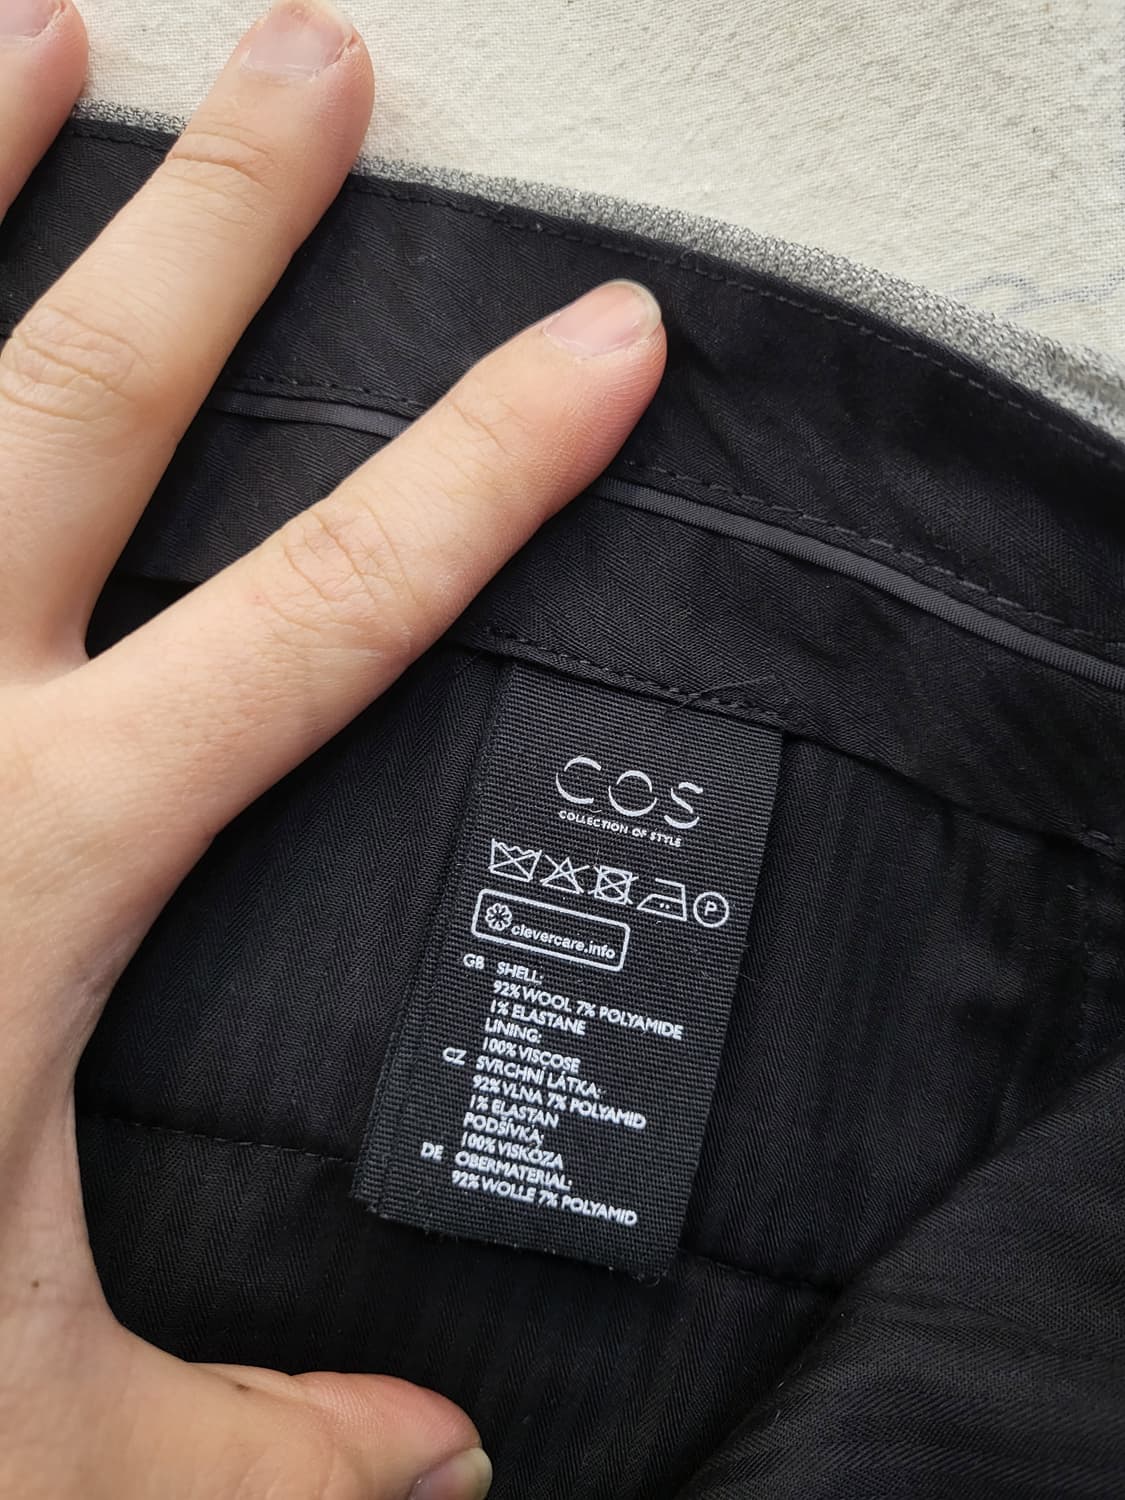 COS
COLLECTION OF STYLE
P
clevercare.info
GB SHELL:
92% WOOL 7% POLYAMIDE
1% ELASTANE
LINING:
100% VISCOSE
CZ SVRCHNÍ LÁTKA:
92% VLNA 7% POLYAMID
1% ELASTAN
PODŠÍVKA:
100% VISKÓZA
DE OBERMATERIAL:
92% WOLLE 7% POLYAMID